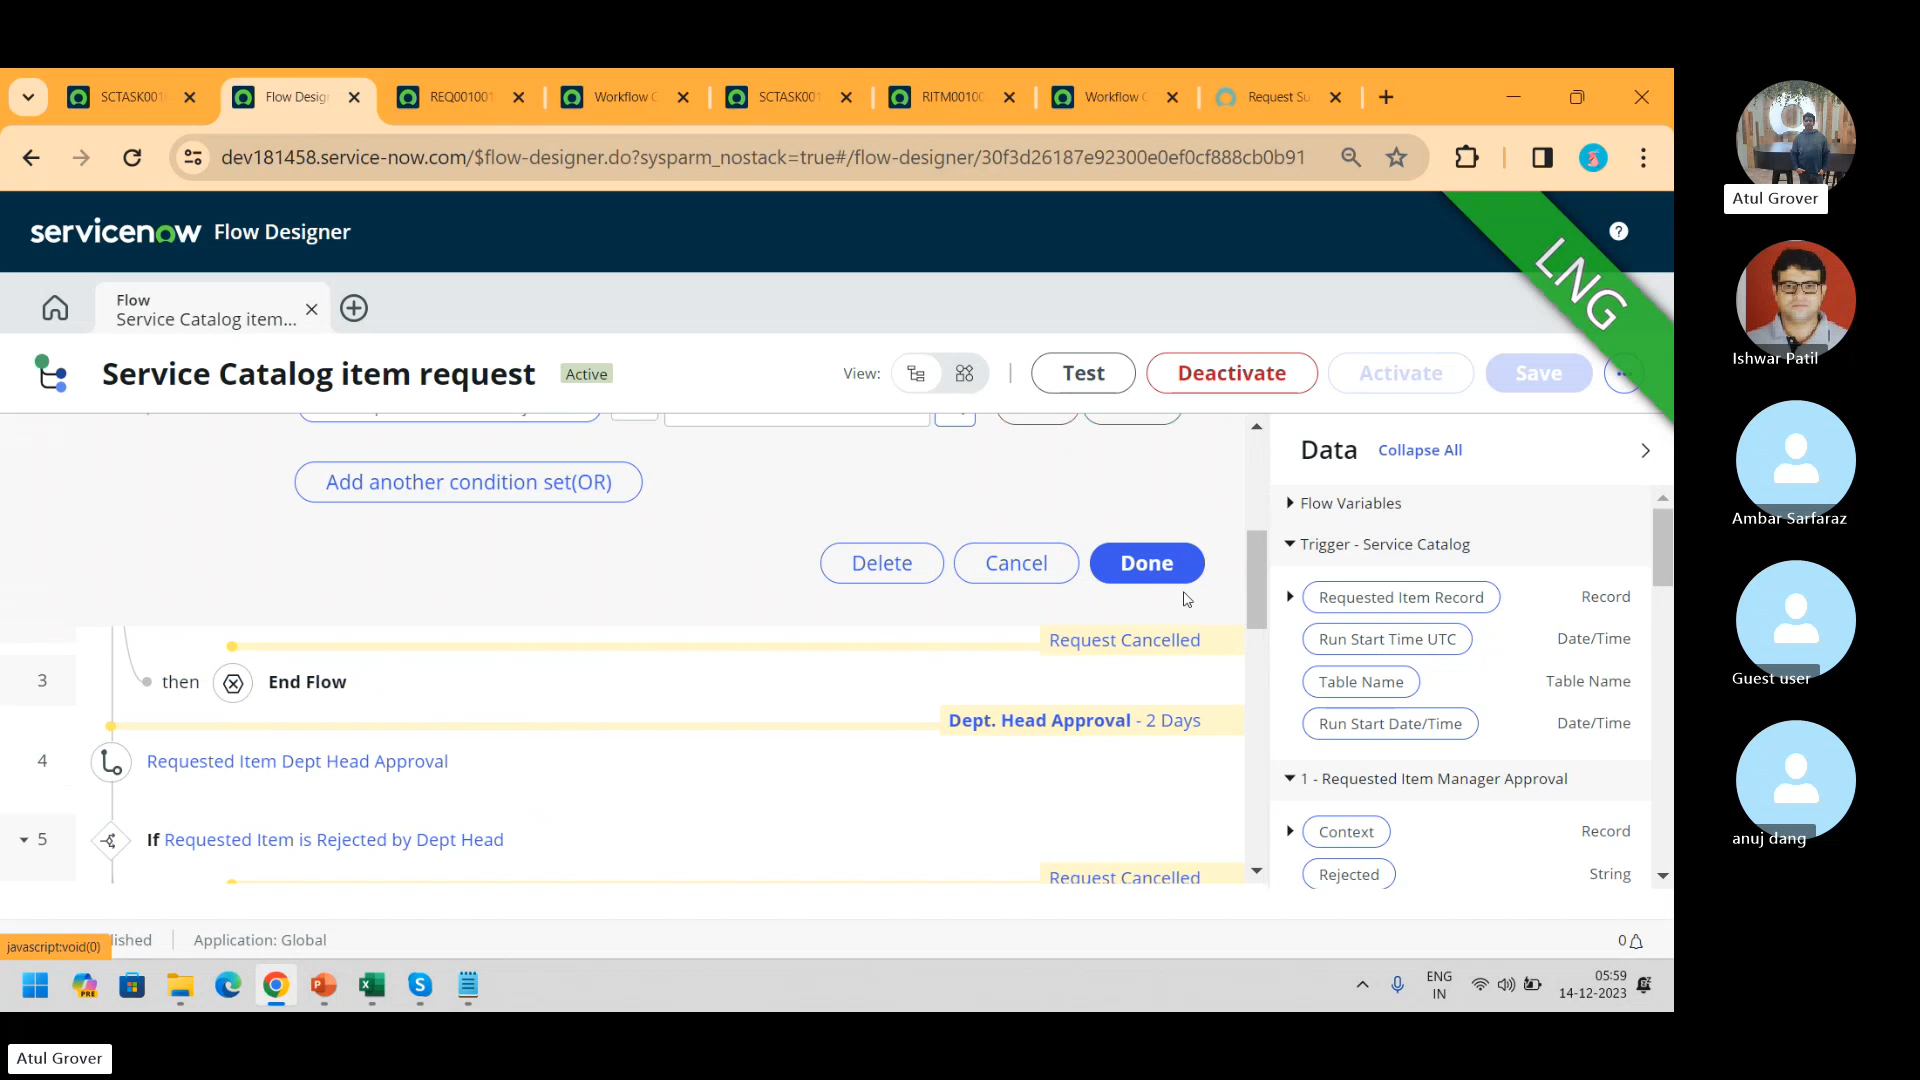 SCTASK001
Flow Desig
REQ001001
Workflow C
SCTASK001
RITM00100
Workflow C
Request Su
dev181458.service-now.com/$flow-designer.do?sysparm_nostack=true#/flow-designer/30f3d26187e92300e0ef0cf888cb0b91
servicenow Flow Designer
?
LNG
Flow
Service Catalog item...
Service Catalog item request
Active
View:
Test
Deactivate
Activate
Save
Add another condition set(OR)
Delete
Cancel
Done
Request Cancelled
3
then
End Flow
Dept. Head Approval - 2 Days
4
Requested Item Dept Head Approval
5
If Requested Item is Rejected by Dept Head
Request Cancelled
Data
Collapse All
Flow Variables
Trigger - Service Catalog
Requested Item Record
Record
Run Start Time UTC
Date/Time
Table Name
Table Name
Run Start Date/Time
Date/Time
1 - Requested Item Manager Approval
Context
Record
Rejected
String
javascript:void(0)
lished
Application: Global
0
PRE
ENG
IN
05:59
14-12-2023
Atul Grover
Ishwar Patil
Ambar Sarfaraz
Guest user
anuj dang
Atul Grover